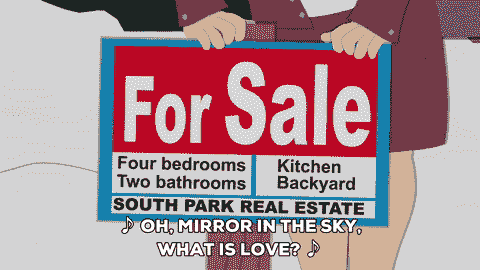 For Sale
Four bedrooms
Two bathrooms
Kitchen
Backyard
SOUTH PARK REAL ESTATE
♪ OH, MIRROR IN THE SKY,
WHAT IS LOVE? ♪